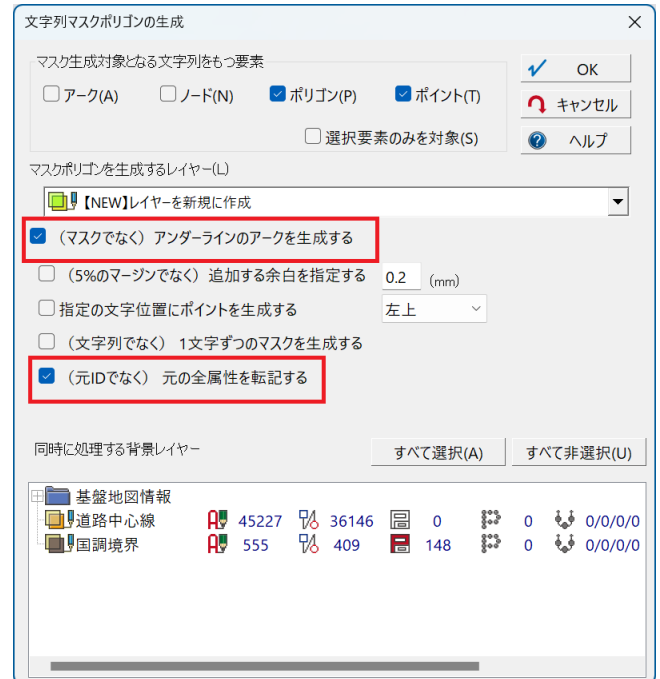 文字列マスクポリゴンの生成
マスク生成対象となる文字列をもつ要素
アーク(A) ノード(N) ポリゴン(P) ポイント(T)
選択要素のみを対象(S)
OK
キャンセル
ヘルプ
マスクポリゴンを生成するレイヤー(L)
【NEW】レイヤーを新規に作成
（マスクでなく）アンダーラインのアークを生成する
（5%のマージンでなく）追加する余白を指定する 0.2 (mm)
指定の文字位置にポイントを生成する 左上
（文字列でなく） 1文字ずつのマスクを生成する
（元IDでなく） 元の全属性を転記する
同時に処理する背景レイヤー すべて選択(A) すべて非選択(U)
基盤地図情報
道路中心線 45227 36146 0 0 0/0/0/0
国調境界 555 409 148 0 0/0/0/0